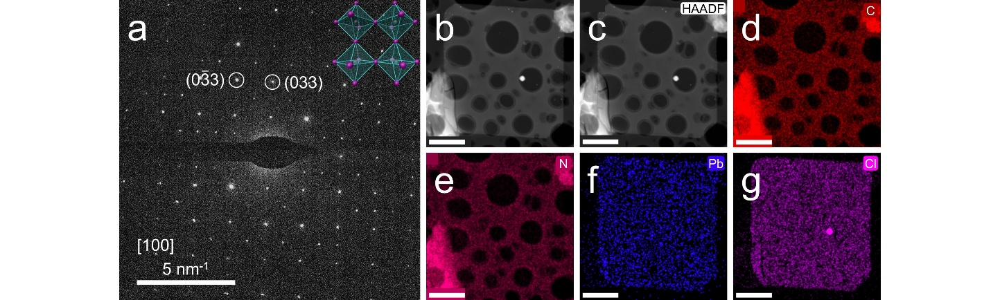 a
(03̄3)
(033)
[100]
5 nm⁻¹
b
c
HAADF
d
C
e
N
f
Pb
g
Cl